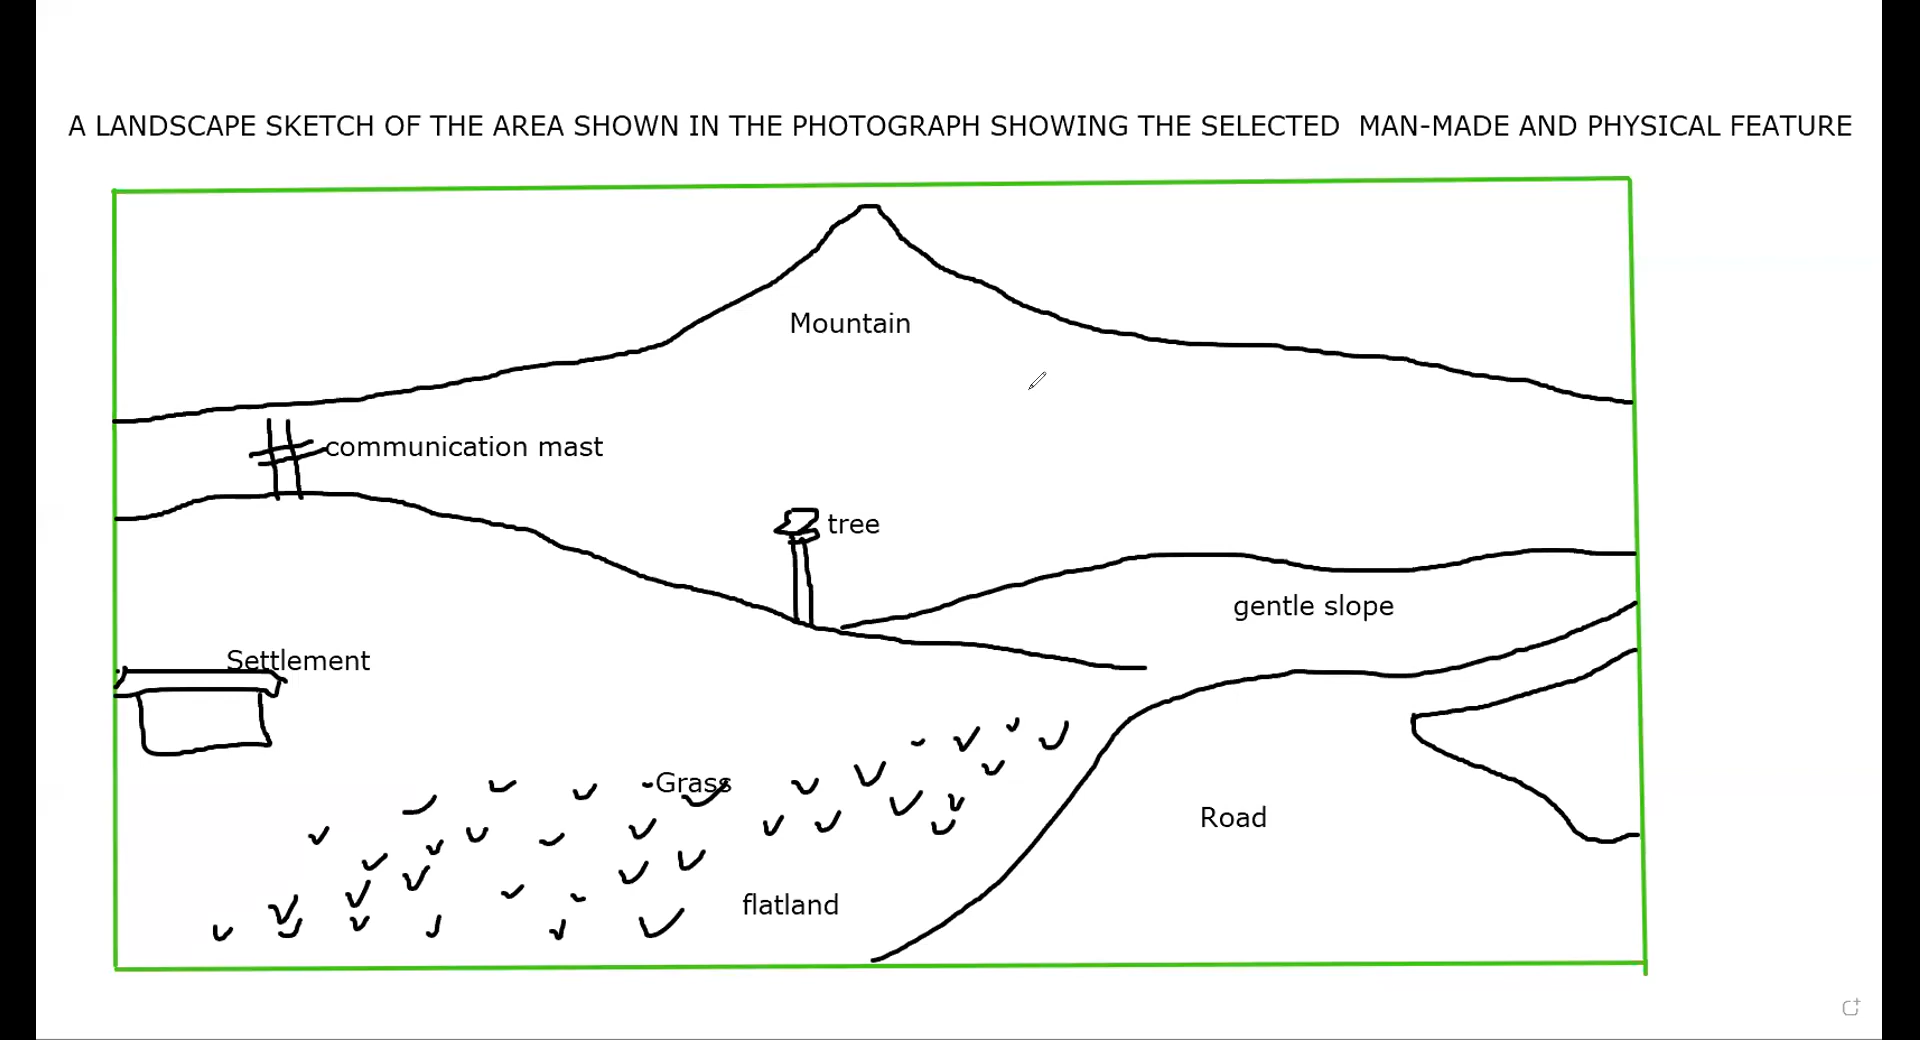 A LANDSCAPE SKETCH OF THE AREA SHOWN IN THE PHOTOGRAPH SHOWING THE SELECTED  MAN-MADE AND PHYSICAL FEATURE
Mountain
communication mast
tree
gentle slope
Settlement
Grass
Road
flatland